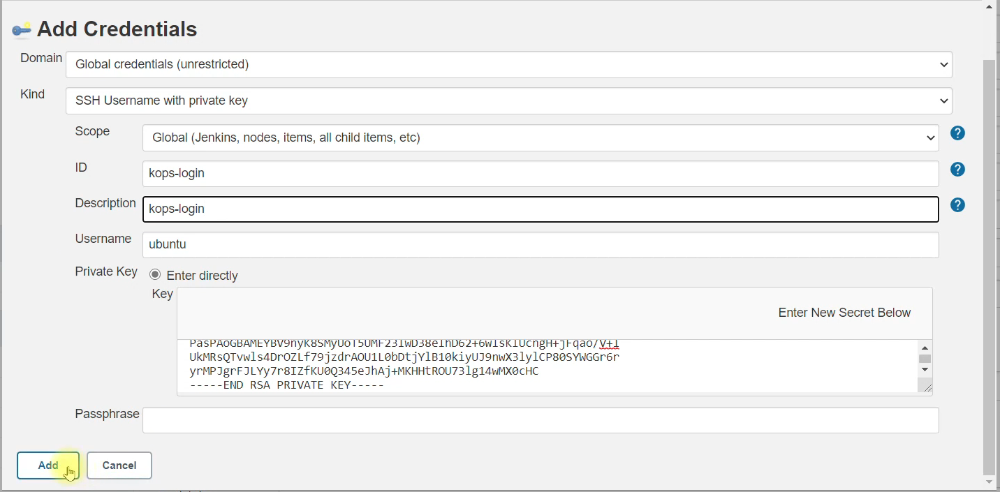 Add Credentials
Domain
Global credentials (unrestricted)
Kind
SSH Username with private key
Scope
Global (Jenkins, nodes, items, all child items, etc)
ID
kops-login
Description
kops-login
Username
ubuntu
Private Key
Enter directly
Key
Enter New Secret Below
UkMRsQTvwls4DrOZLf79jzdrAOU1L0bDtjYlB10kiyUJ9nwX3lylCP80SYWGGr6r
yrMPJgrFJLYy7r8IZfKU0Q345eJhAj+MKHHtROU73lg14wMX0cHC
-----END RSA PRIVATE KEY-----
Passphrase
Add
Cancel